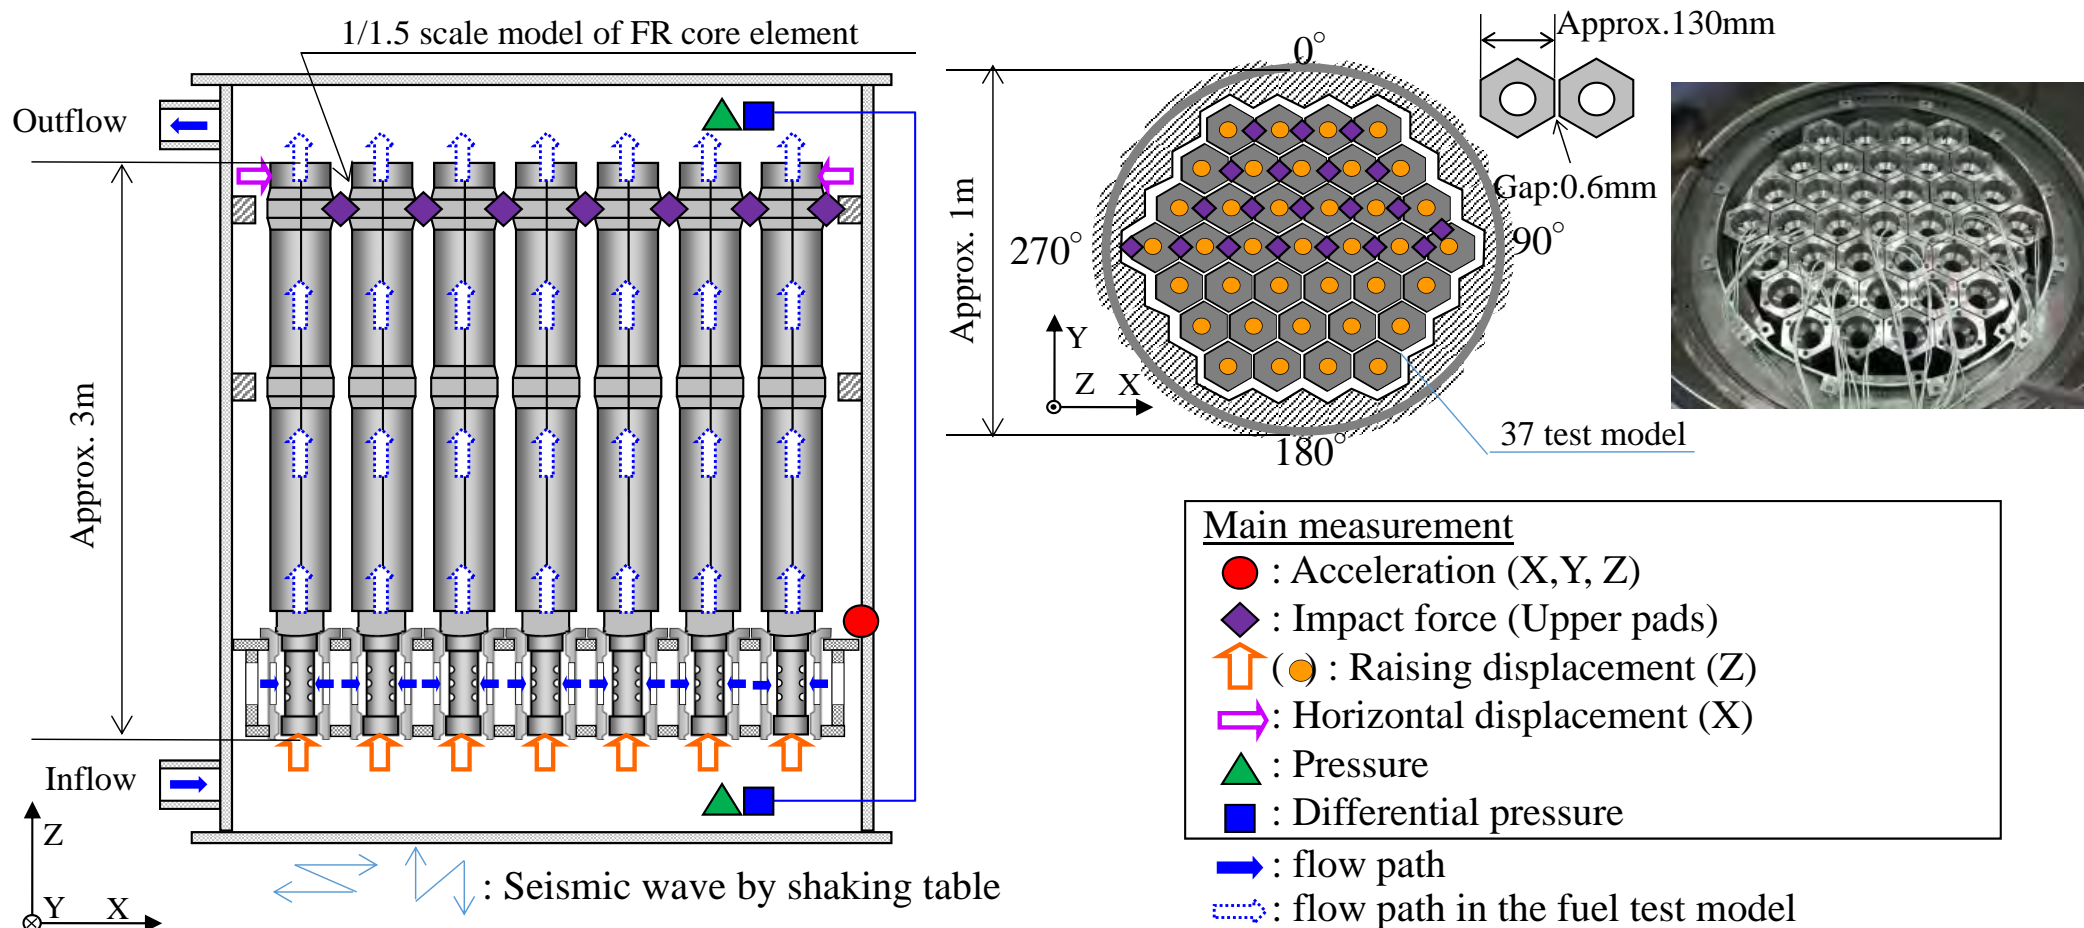 1/1.5 scale model of FR core element
Outflow
Approx. 3m
Inflow
Z
Y
X
: Seismic wave by shaking table
0°
Approx.130mm
Gap:0.6mm
Approx. 1m
270°
90°
Y
Z
X
180°
37 test model
Main measurement
: Acceleration (X,Y, Z)
: Impact force (Upper pads)
( ) : Raising displacement (Z)
: Horizontal displacement (X)
: Pressure
: Differential pressure
: flow path
: flow path in the fuel test model